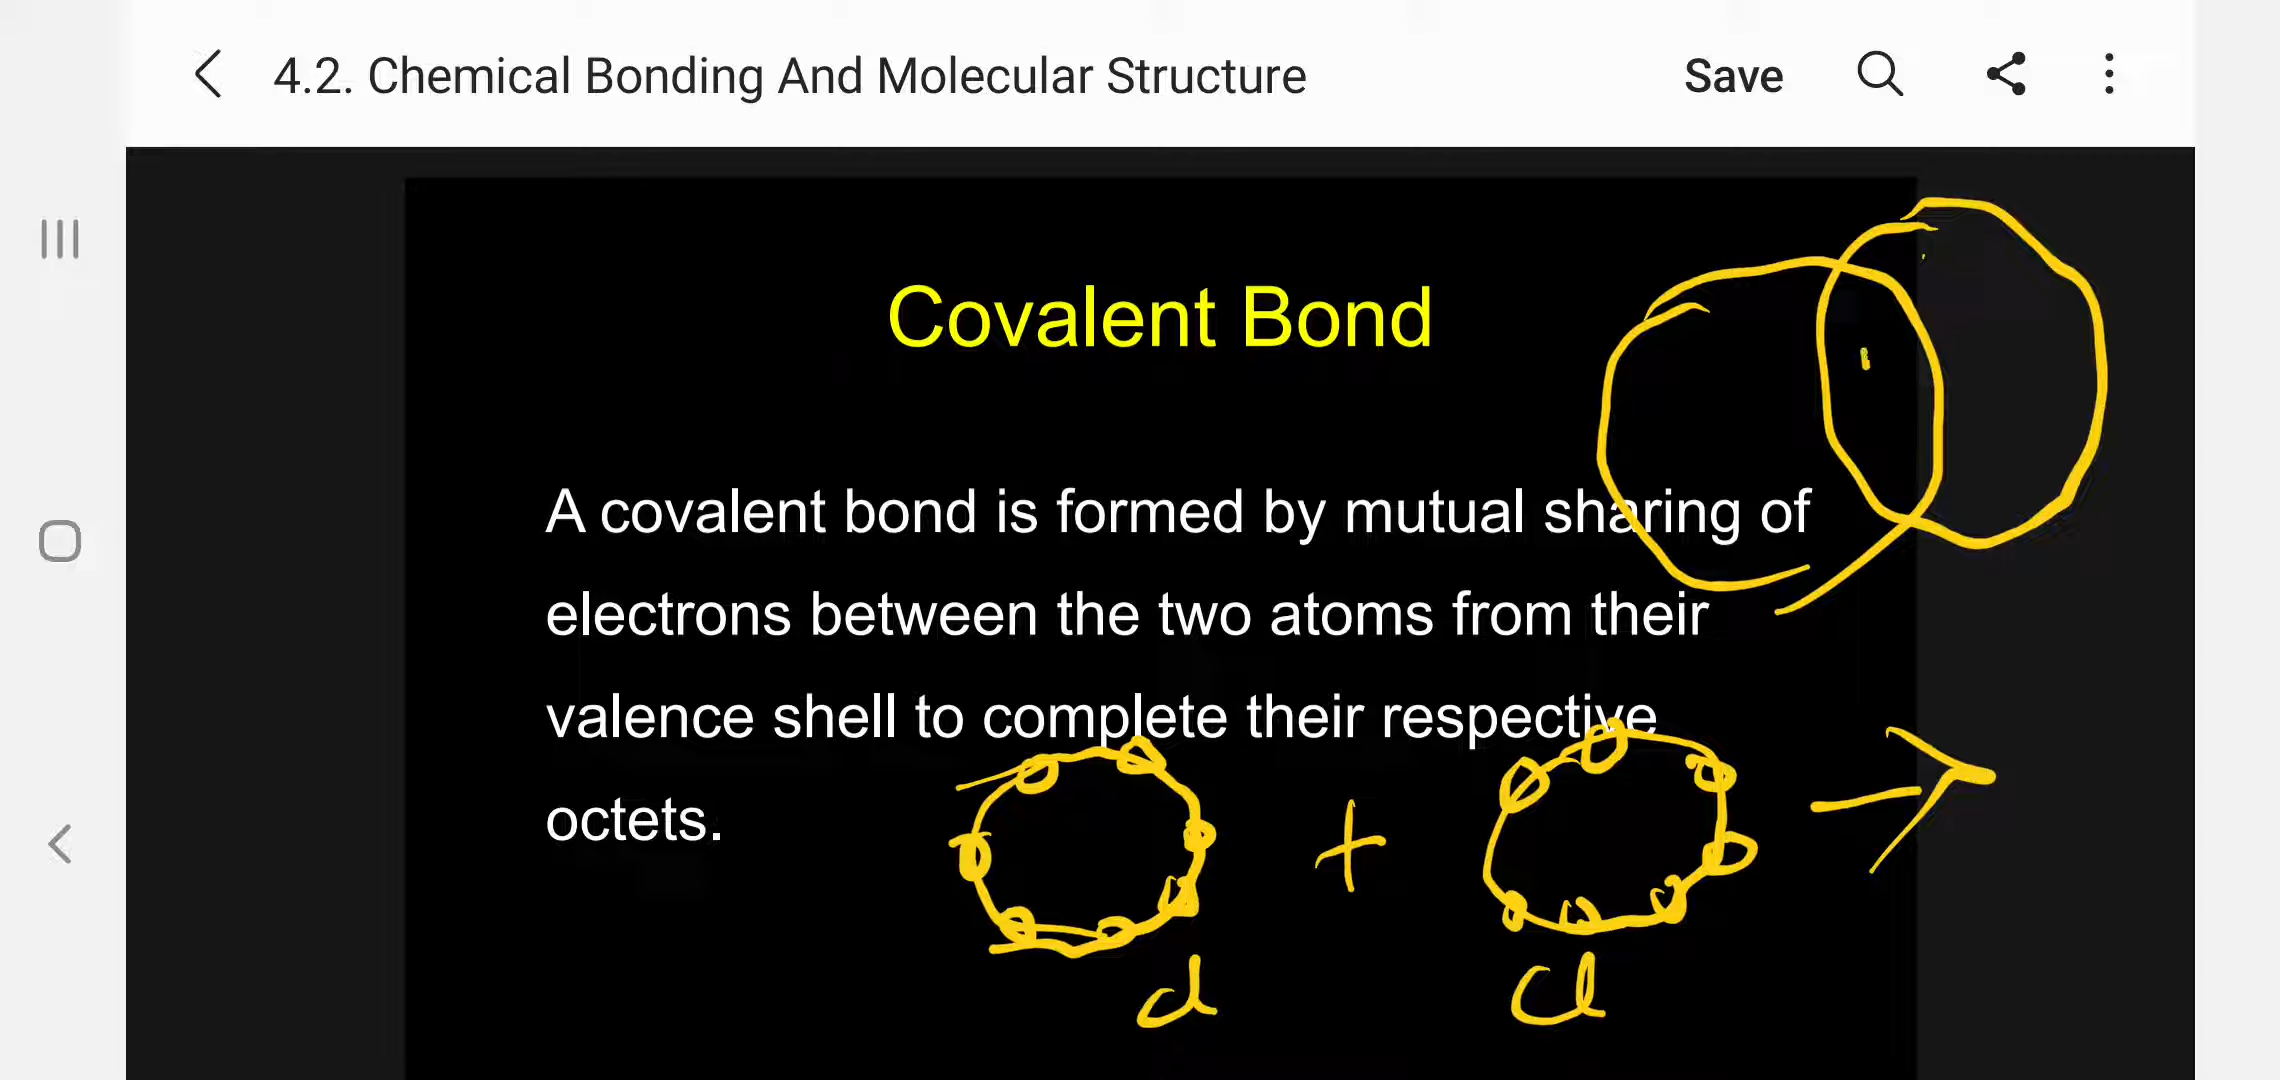 4.2. Chemical Bonding And Molecular Structure
Save
Covalent Bond
A covalent bond is formed by mutual sharing of
electrons between the two atoms from their
valence shell to complete their respective
octets.
+
Cl Cl